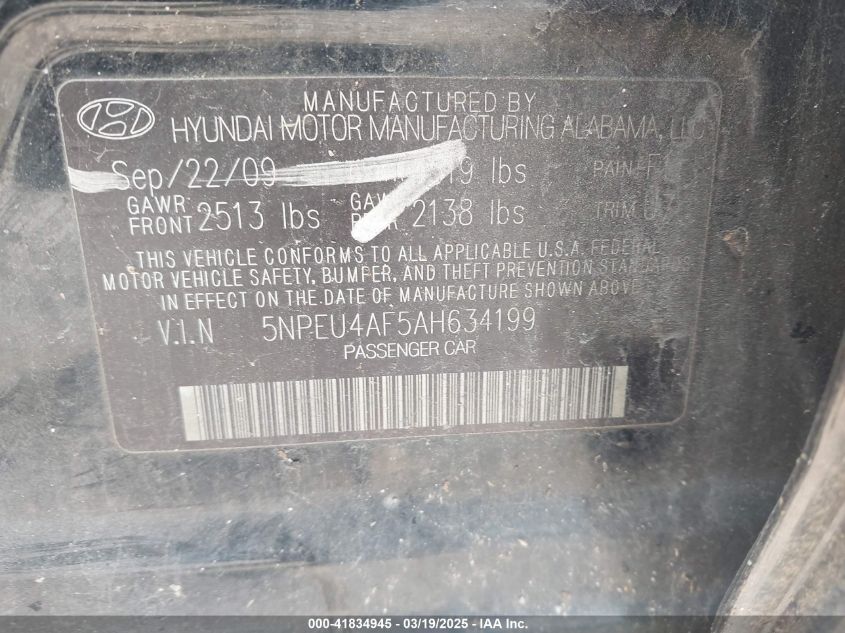 MANUFACTURED BY
HYUNDAI MOTOR MANUFACTURING ALABAMA, LLC
Sep/22/09 lbs PAIN
GAWR FRONT 2513 lbs 2138 lbs TRIM
THIS VEHICLE CONFORMS TO ALL APPLICABLE U.S.A. FEDERAL
MOTOR VEHICLE SAFETY, BUMPER, AND THEFT PREVENTION
IN EFFECT ON THE DATE OF MANUFACTURE SHOWN ABOVE
V.I.N 5NPEU4AF5AH634199
PASSENGER CAR
000-41834945 - 03/19/2025 - IAA Inc.